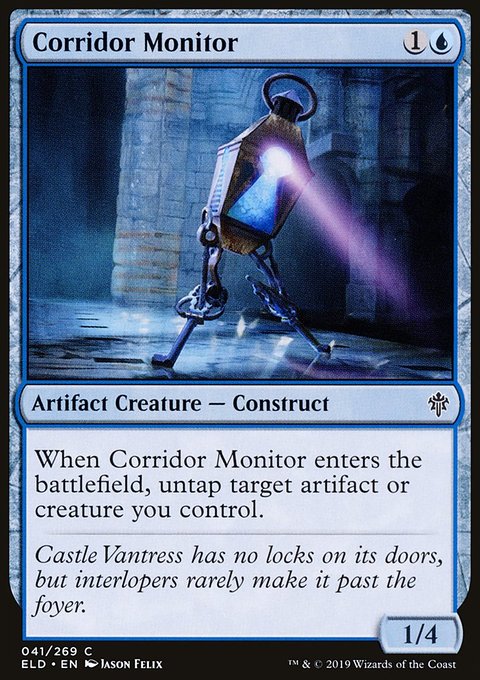 Corridor Monitor 1
Artifact Creature — Construct
When Corridor Monitor enters the
battlefield, untap target artifact or
creature you control.
Castle Vantress has no locks on its doors,
but interlopers rarely make it past the
foyer.
1/4
041/269 C
ELD • EN Jason Felix
™ & © 2019 Wizards of the Coast